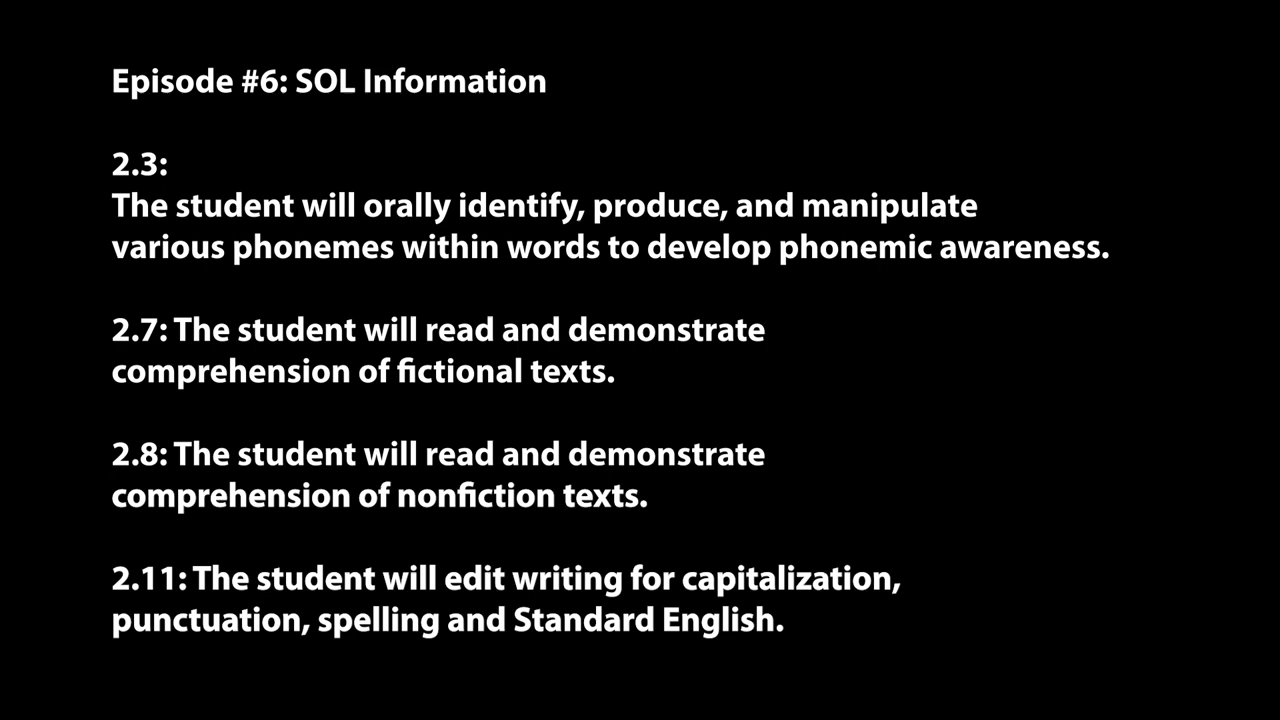 Episode #6: SOL Information
2.3:
The student will orally identify, produce, and manipulate
various phonemes within words to develop phonemic awareness.
2.7: The student will read and demonstrate
comprehension of fictional texts.
2.8: The student will read and demonstrate
comprehension of nonfiction texts.
2.11: The student will edit writing for capitalization,
punctuation, spelling and Standard English.